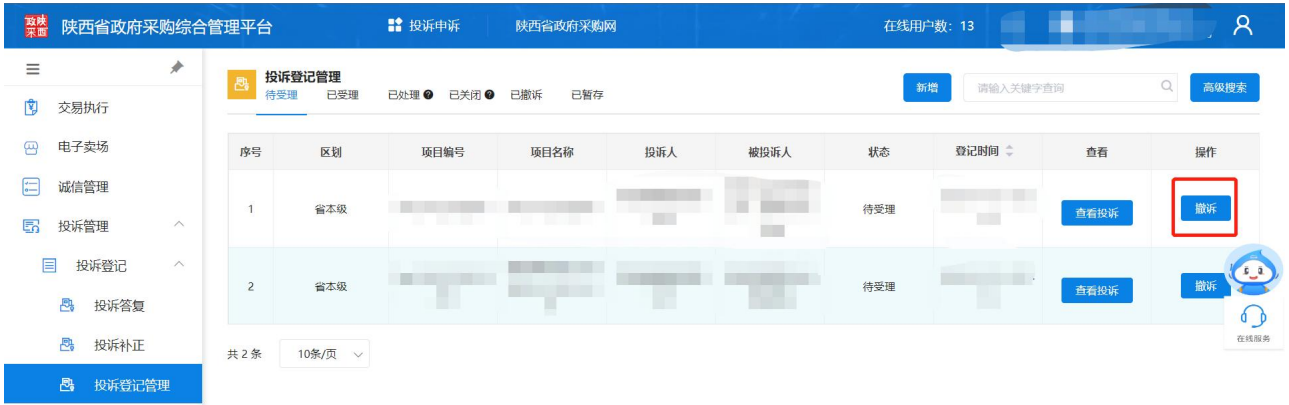 政陕
采西 陕西省政府采购综合管理平台 投诉申诉 陕西省政府采购网 在线用户数：13
投诉登记管理
待受理 已受理 已处理 已关闭 已撤诉 已暂存 新增 请输入关键字查询 高级搜索
交易执行
电子卖场
诚信管理
投诉管理
投诉登记
投诉答复
投诉补正
投诉登记管理
序号 区划 项目编号 项目名称 投诉人 被投诉人 状态 登记时间 查看 操作
1 省本级 待受理 查看投诉 撤诉
2 省本级 待受理 查看投诉 撤诉
在线服务
共 2 条 10条/页